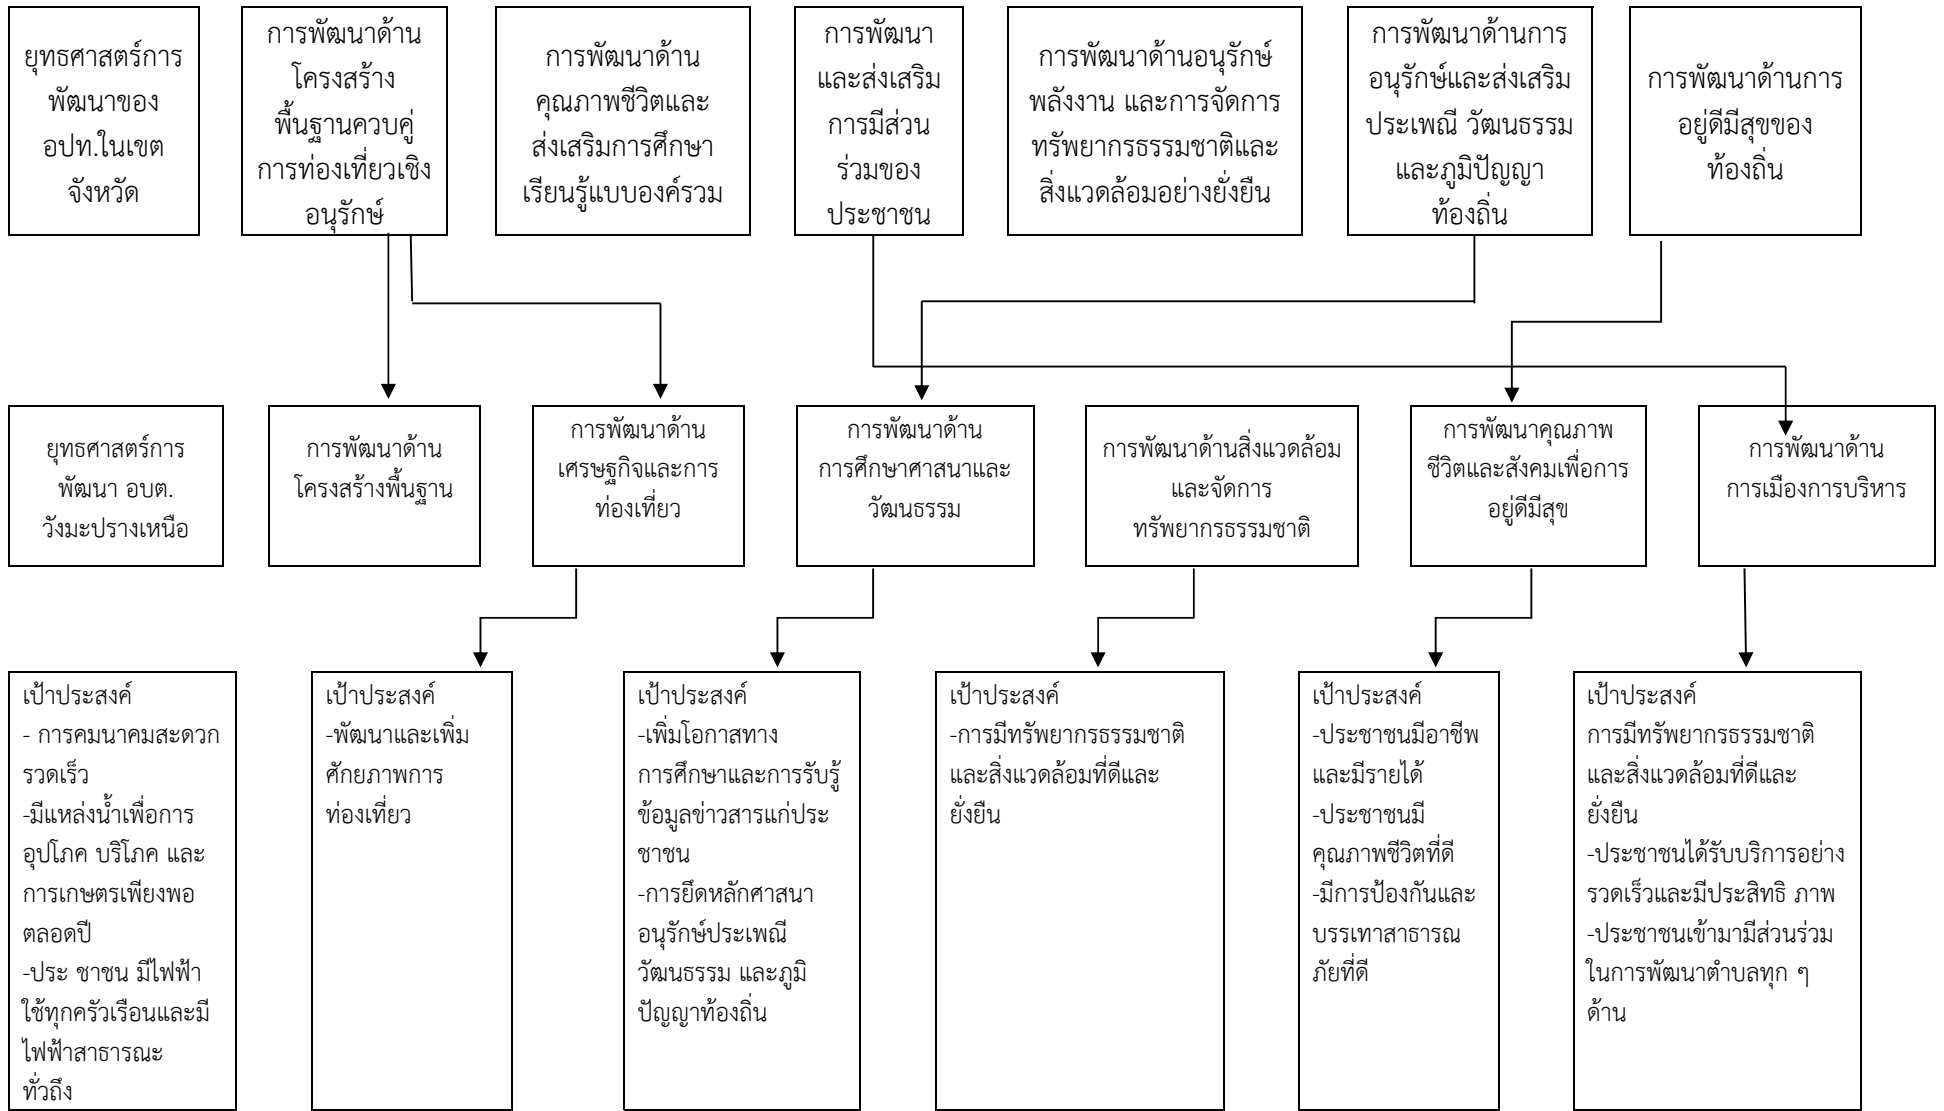 ยุทธศาสตร์การ
พัฒนาของ
อปท.ในเขต
จังหวัด
การพัฒนาด้าน
โครงสร้าง
พื้นฐานควบคู่
การท่องเที่ยวเชิง
อนุรักษ์
การพัฒนาด้าน
คุณภาพชีวิตและ
ส่งเสริมการศึกษา
เรียนรู้แบบองค์รวม
การพัฒนา
และส่งเสริม
การมีส่วน
ร่วมของ
ประชาชน
การพัฒนาด้านอนุรักษ์
พลังงาน และการจัดการ
ทรัพยากรธรรมชาติและ
สิ่งแวดล้อมอย่างยั่งยืน
การพัฒนาด้านการ
อนุรักษ์และส่งเสริม
ประเพณี วัฒนธรรม
และภูมิปัญญา
ท้องถิ่น
การพัฒนาด้านการ
อยู่ดีมีสุขของ
ท้องถิ่น
ยุทธศาสตร์การ
พัฒนา อบต.
วังมะปรางเหนือ
การพัฒนาด้าน
โครงสร้างพื้นฐาน
การพัฒนาด้าน
เศรษฐกิจและการ
ท่องเที่ยว
การพัฒนาด้าน
การศึกษาศาสนาและ
วัฒนธรรม
การพัฒนาด้านสิ่งแวดล้อม
และจัดการ
ทรัพยากรธรรมชาติ
การพัฒนาคุณภาพ
ชีวิตและสังคมเพื่อการ
อยู่ดีมีสุข
การพัฒนาด้าน
การเมืองการบริหาร
เป้าประสงค์
- การคมนาคมสะดวก
รวดเร็ว
-มีแหล่งน้ำเพื่อการ
อุปโภค บริโภค และ
การเกษตรเพียงพอ
ตลอดปี
-ประ ชาชน มีไฟฟ้า
ใช้ทุกครัวเรือนและมี
ไฟฟ้าสาธารณะ
ทั่วถึง
เป้าประสงค์
-พัฒนาและเพิ่ม
ศักยภาพการ
ท่องเที่ยว
เป้าประสงค์
-เพิ่มโอกาสทาง
การศึกษาและการรับรู้
ข้อมูลข่าวสารแก่ประ
ชาชน
-การยึดหลักศาสนา
อนุรักษ์ประเพณี
วัฒนธรรม และภูมิ
ปัญญาท้องถิ่น
เป้าประสงค์
-การมีทรัพยากรธรรมชาติ
และสิ่งแวดล้อมที่ดีและ
ยั่งยืน
เป้าประสงค์
-ประชาชนมีอาชีพ
และมีรายได้
-ประชาชนมี
คุณภาพชีวิตที่ดี
-มีการป้องกันและ
บรรเทาสาธารณ
ภัยที่ดี
เป้าประสงค์
การมีทรัพยากรธรรมชาติ
และสิ่งแวดล้อมที่ดีและ
ยั่งยืน
-ประชาชนได้รับบริการอย่าง
รวดเร็วและมีประสิทธิ ภาพ
-ประชาชนเข้ามามีส่วนร่วม
ในการพัฒนาตำบลทุก ๆ
ด้าน